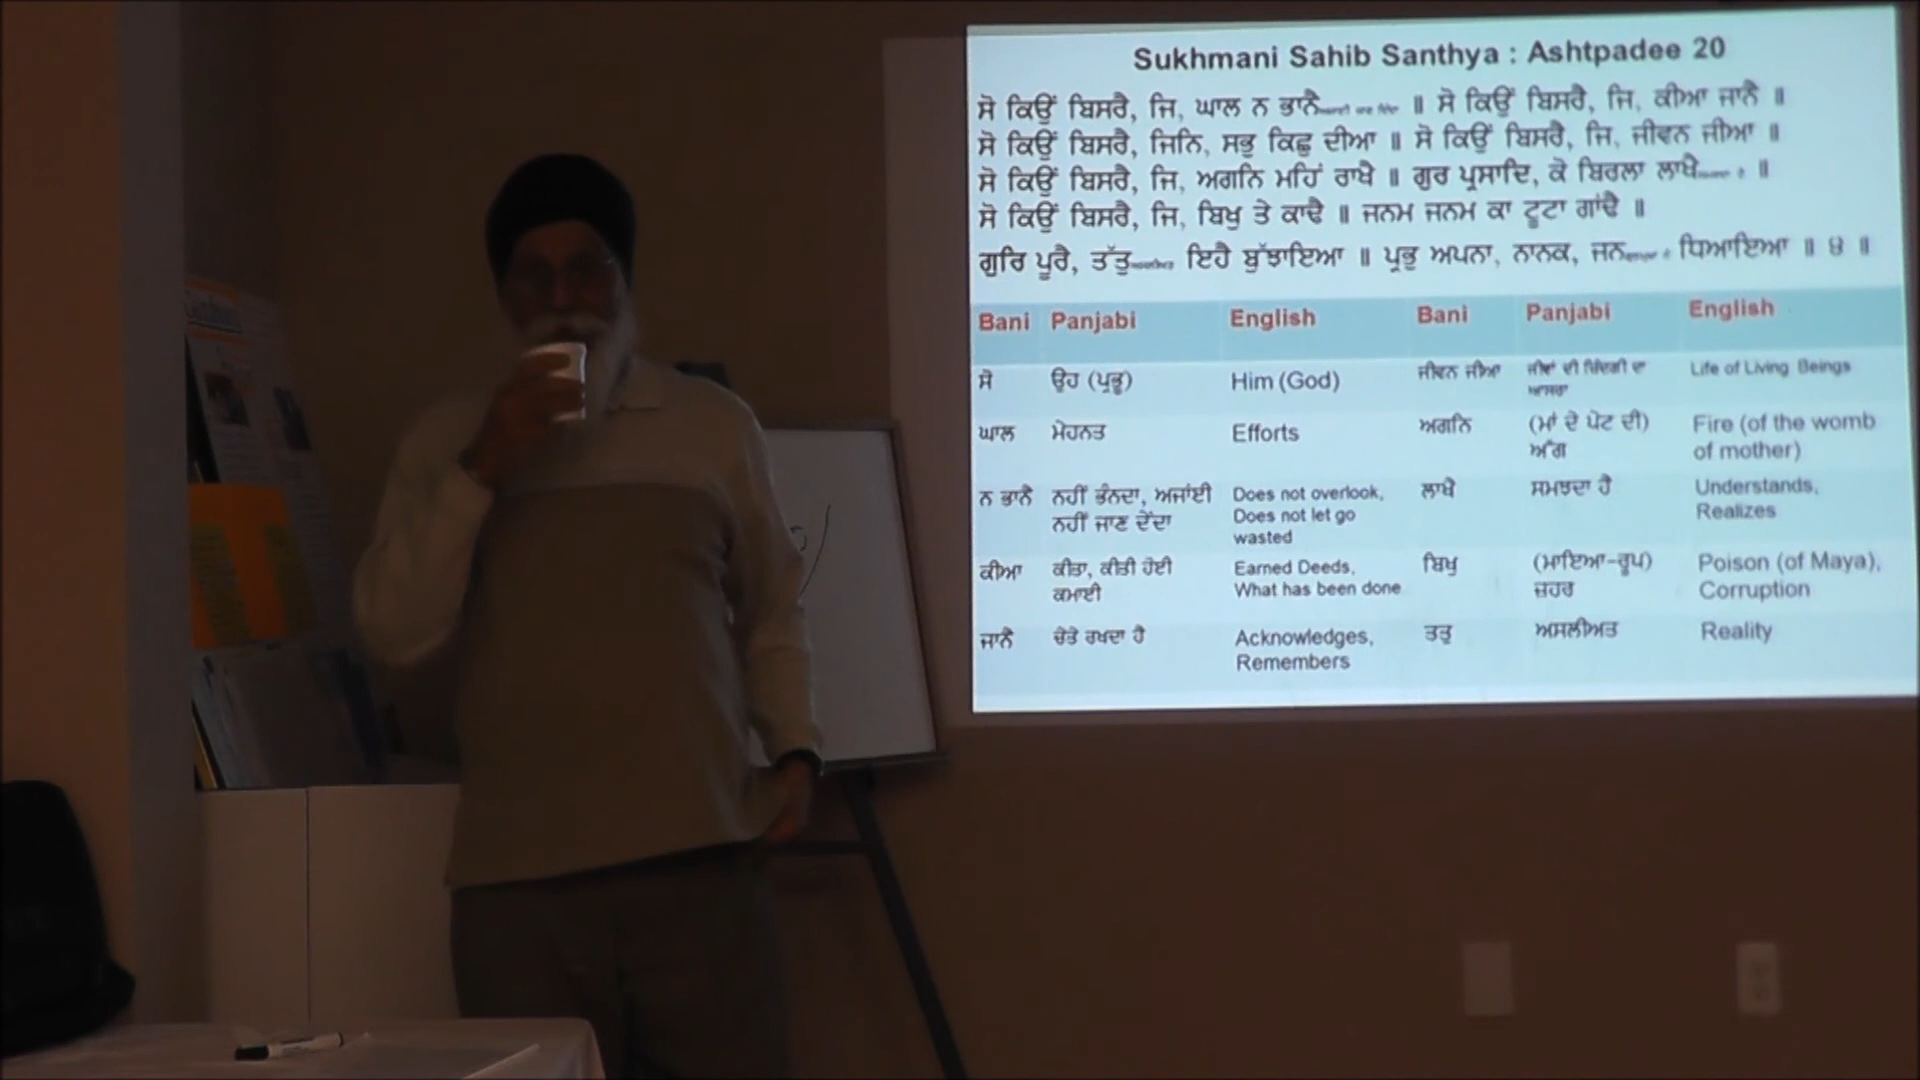 Sukhmani Sahib Santhya : Ashtpadee 20
ਸੋ ਕਿਉਂ ਬਿਸਰੈ, ਜਿ, ਘਾਲ ਨ ਭਾਨੈ ॥ ਸੋ ਕਿਉਂ ਬਿਸਰੈ, ਜਿ, ਕੀਆ ਜਾਨੈ ॥
ਸੋ ਕਿਉਂ ਬਿਸਰੈ, ਜਿਨਿ, ਸਭੁ ਕਿਛੁ ਦੀਆ ॥ ਸੋ ਕਿਉਂ ਬਿਸਰੈ, ਜਿ, ਜੀਵਨ ਜੀਆ ॥
ਸੋ ਕਿਉਂ ਬਿਸਰੈ, ਜਿ, ਅਗਨਿ ਮਹਿਂ ਰਾਖੈ ॥ ਗੁਰ ਪ੍ਰਸਾਦਿ, ਕੋ ਬਿਰਲਾ ਲਾਖੈ ॥
ਸੋ ਕਿਉਂ ਬਿਸਰੈ, ਜਿ, ਬਿਖੁ ਤੇ ਕਾਢੈ ॥ ਜਨਮ ਜਨਮ ਕਾ ਟੂਟਾ ਗਾਂਢੈ ॥
ਗੁਰਿ ਪੂਰੈ, ਤੱਤੁ ਇਹੈ ਬੁੱਝਾਇਆ ॥ ਪ੍ਰਭੁ ਅਪਨਾ, ਨਾਨਕ, ਜਨ ਧਿਆਇਆ ॥ ੪ ॥
Bani Panjabi English Bani Panjabi English
ਸੋ ਉਹ (ਪ੍ਰਭੂ) Him (God) ਜੀਵਨ ਜੀਆ ਜੀਵਾਂ ਦੀ ਜ਼ਿੰਦਗੀ ਦਾ Life of Living Beings
ਆਸਰਾ
ਘਾਲ ਮੇਹਨਤ Efforts ਅਗਨਿ (ਮਾਂ ਦੇ ਪੇਟ ਦੀ) Fire (of the womb
ਅੱਗ of mother)
ਨ ਭਾਨੈ ਨਹੀਂ ਭੰਨਦਾ, ਅਜਾਂਈ Does not overlook, ਲਾਖੈ ਸਮਝਦਾ ਹੈ Understands,
ਨਹੀਂ ਜਾਣ ਦੇਂਦਾ Does not let go Realizes
wasted
ਕੀਆ ਕੀਤਾ, ਕੀਤੀ ਹੋਈ Earned Deeds, ਬਿਖੁ (ਮਾਇਆ-ਰੂਪ) Poison (of Maya),
ਕਮਾਈ What has been done ਜ਼ਹਰ Corruption
ਜਾਨੈ ਚੇਤੇ ਰਖਦਾ ਹੈ Acknowledges, ਤਤੁ ਅਸਲੀਅਤ Reality
Remembers